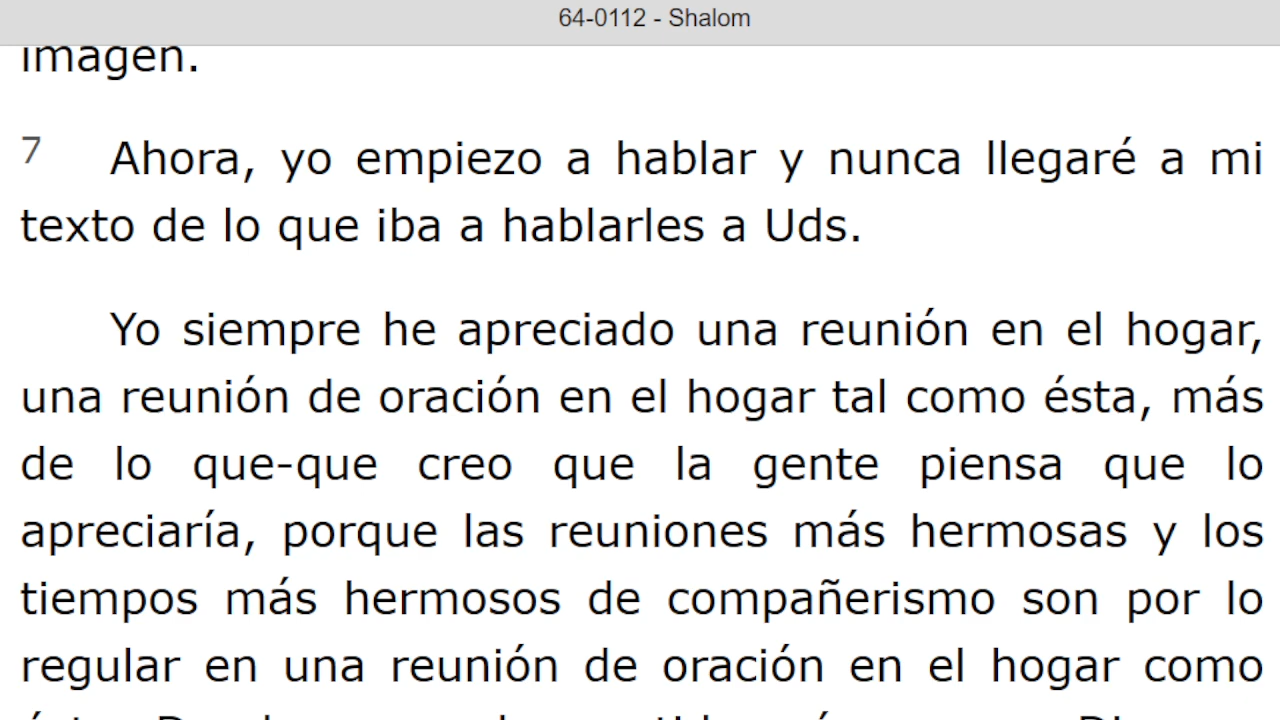 64-0112 - Shalom
imagen.
7 Ahora, yo empiezo a hablar y nunca llegaré a mi
texto de lo que iba a hablarles a Uds.
Yo siempre he apreciado una reunión en el hogar,
una reunión de oración en el hogar tal como ésta, más
de lo que-que creo que la gente piensa que lo
apreciaría, porque las reuniones más hermosas y los
tiempos más hermosos de compañerismo son por lo
regular en una reunión de oración en el hogar como